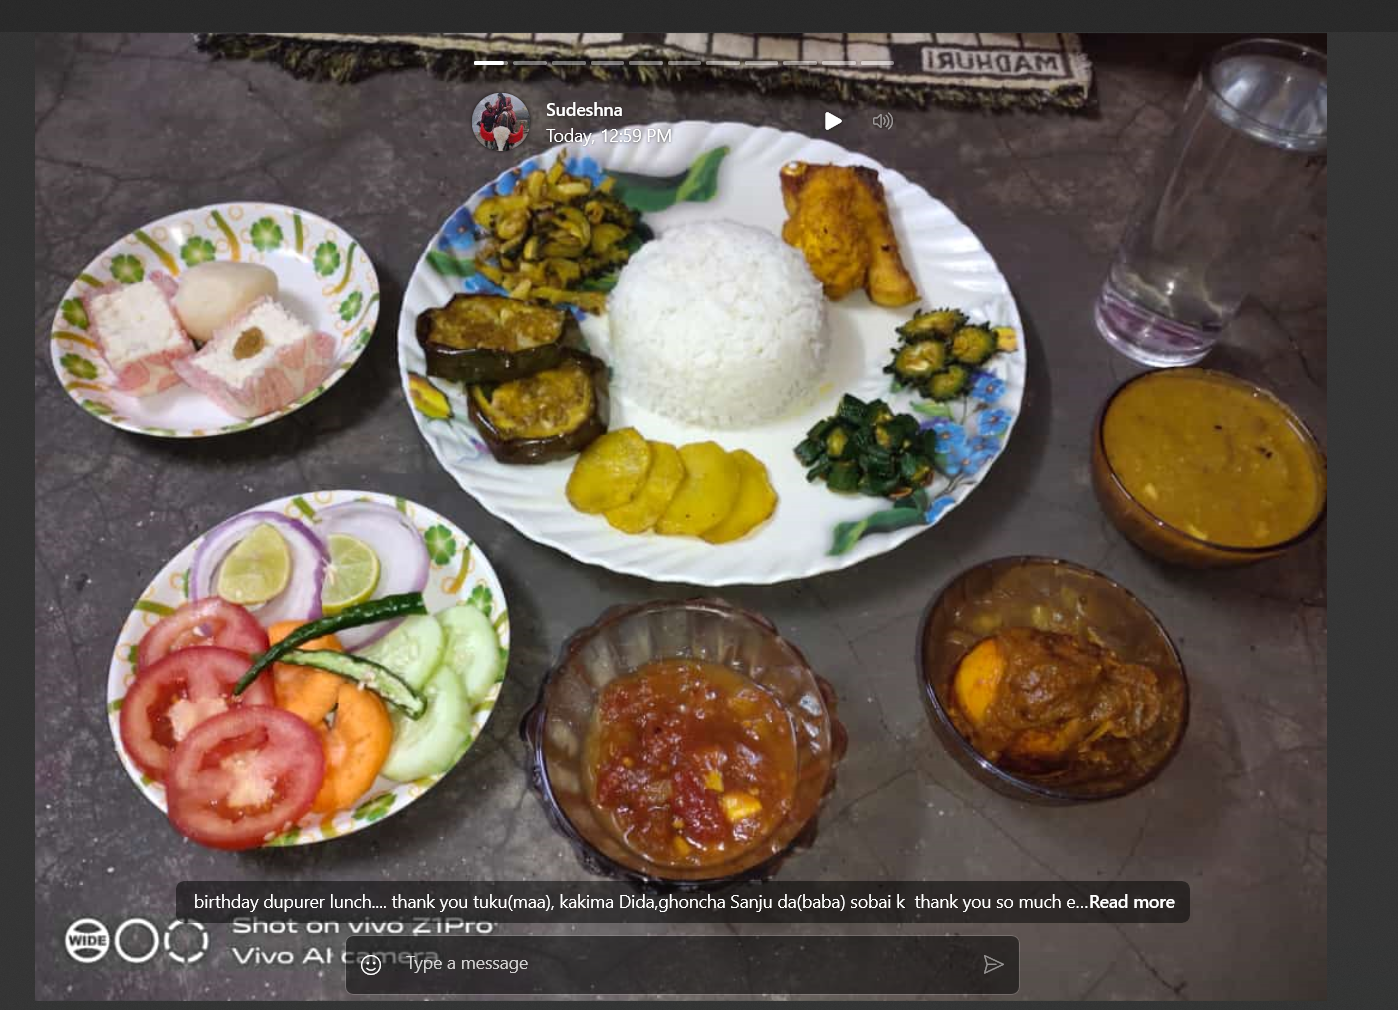 MADHURI
Sudeshna
Today, 12:59 PM
birthday dupurer lunch.... thank you tuku(maa), kakima Dida,ghoncha Sanju da(baba) sobai k thank you so much e...Read more
WIDE
Shot on vivo Z1Pro
Vivo AI camera
Type a message